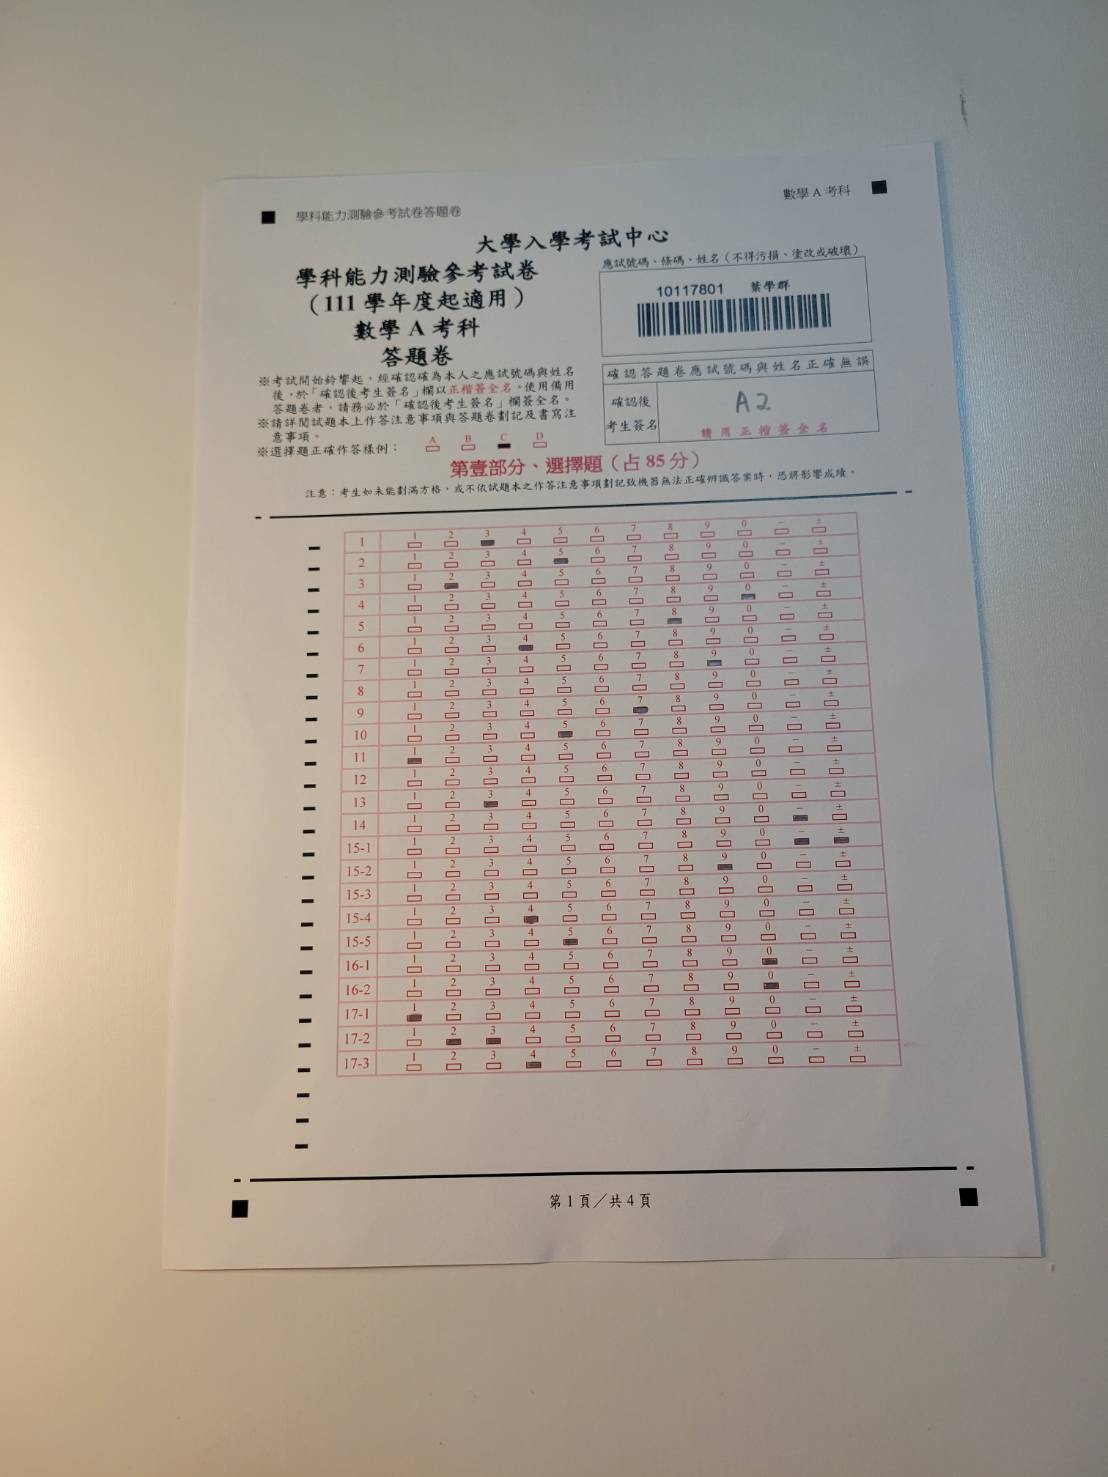 學科能力測驗參考試卷答題卷
數學 A 考科
大學入學考試中心
學科能力測驗參考試卷
（111 學年度起適用）
數學 A 考科
答題卷
應試號碼、條碼、姓名（不得污損、塗改或破壞）
10117801 葉學群
※考試開始鈴響起，經確認確為本人之應試號碼與姓名
後，於「確認後考生簽名」欄以正楷簽全名。使用備用
答題卷者，請務必於「確認後考生簽名」欄簽全名。
※請詳閱試題本上作答注意事項與答題卷劃記及書寫注
意事項。
※選擇題正確作答樣例：
A B C D
確認答題卷應試號碼與姓名正確無誤
確認後
考生簽名
A2
請用正楷簽全名
第壹部分、選擇題（占 85 分）
注意：考生如未能劃滿方格，或不依試題本之作答注意事項劃記致機器無法正確辨識答案時，恐將影響成績。
1 1 2 3 4 5 6 7 8 9 0 − ±
2 1 2 3 4 5 6 7 8 9 0 − ±
3 1 2 3 4 5 6 7 8 9 0 − ±
4 1 2 3 4 5 6 7 8 9 0 − ±
5 1 2 3 4 5 6 7 8 9 0 − ±
6 1 2 3 4 5 6 7 8 9 0 − ±
7 1 2 3 4 5 6 7 8 9 0 − ±
8 1 2 3 4 5 6 7 8 9 0 − ±
9 1 2 3 4 5 6 7 8 9 0 − ±
10 1 2 3 4 5 6 7 8 9 0 − ±
11 1 2 3 4 5 6 7 8 9 0 − ±
12 1 2 3 4 5 6 7 8 9 0 − ±
13 1 2 3 4 5 6 7 8 9 0 − ±
14 1 2 3 4 5 6 7 8 9 0 − ±
15-1 1 2 3 4 5 6 7 8 9 0 − ±
15-2 1 2 3 4 5 6 7 8 9 0 − ±
15-3 1 2 3 4 5 6 7 8 9 0 − ±
15-4 1 2 3 4 5 6 7 8 9 0 − ±
15-5 1 2 3 4 5 6 7 8 9 0 − ±
16-1 1 2 3 4 5 6 7 8 9 0 − ±
16-2 1 2 3 4 5 6 7 8 9 0 − ±
17-1 1 2 3 4 5 6 7 8 9 0 − ±
17-2 1 2 3 4 5 6 7 8 9 0 − ±
17-3 1 2 3 4 5 6 7 8 9 0 − ±
第 1 頁／共 4 頁